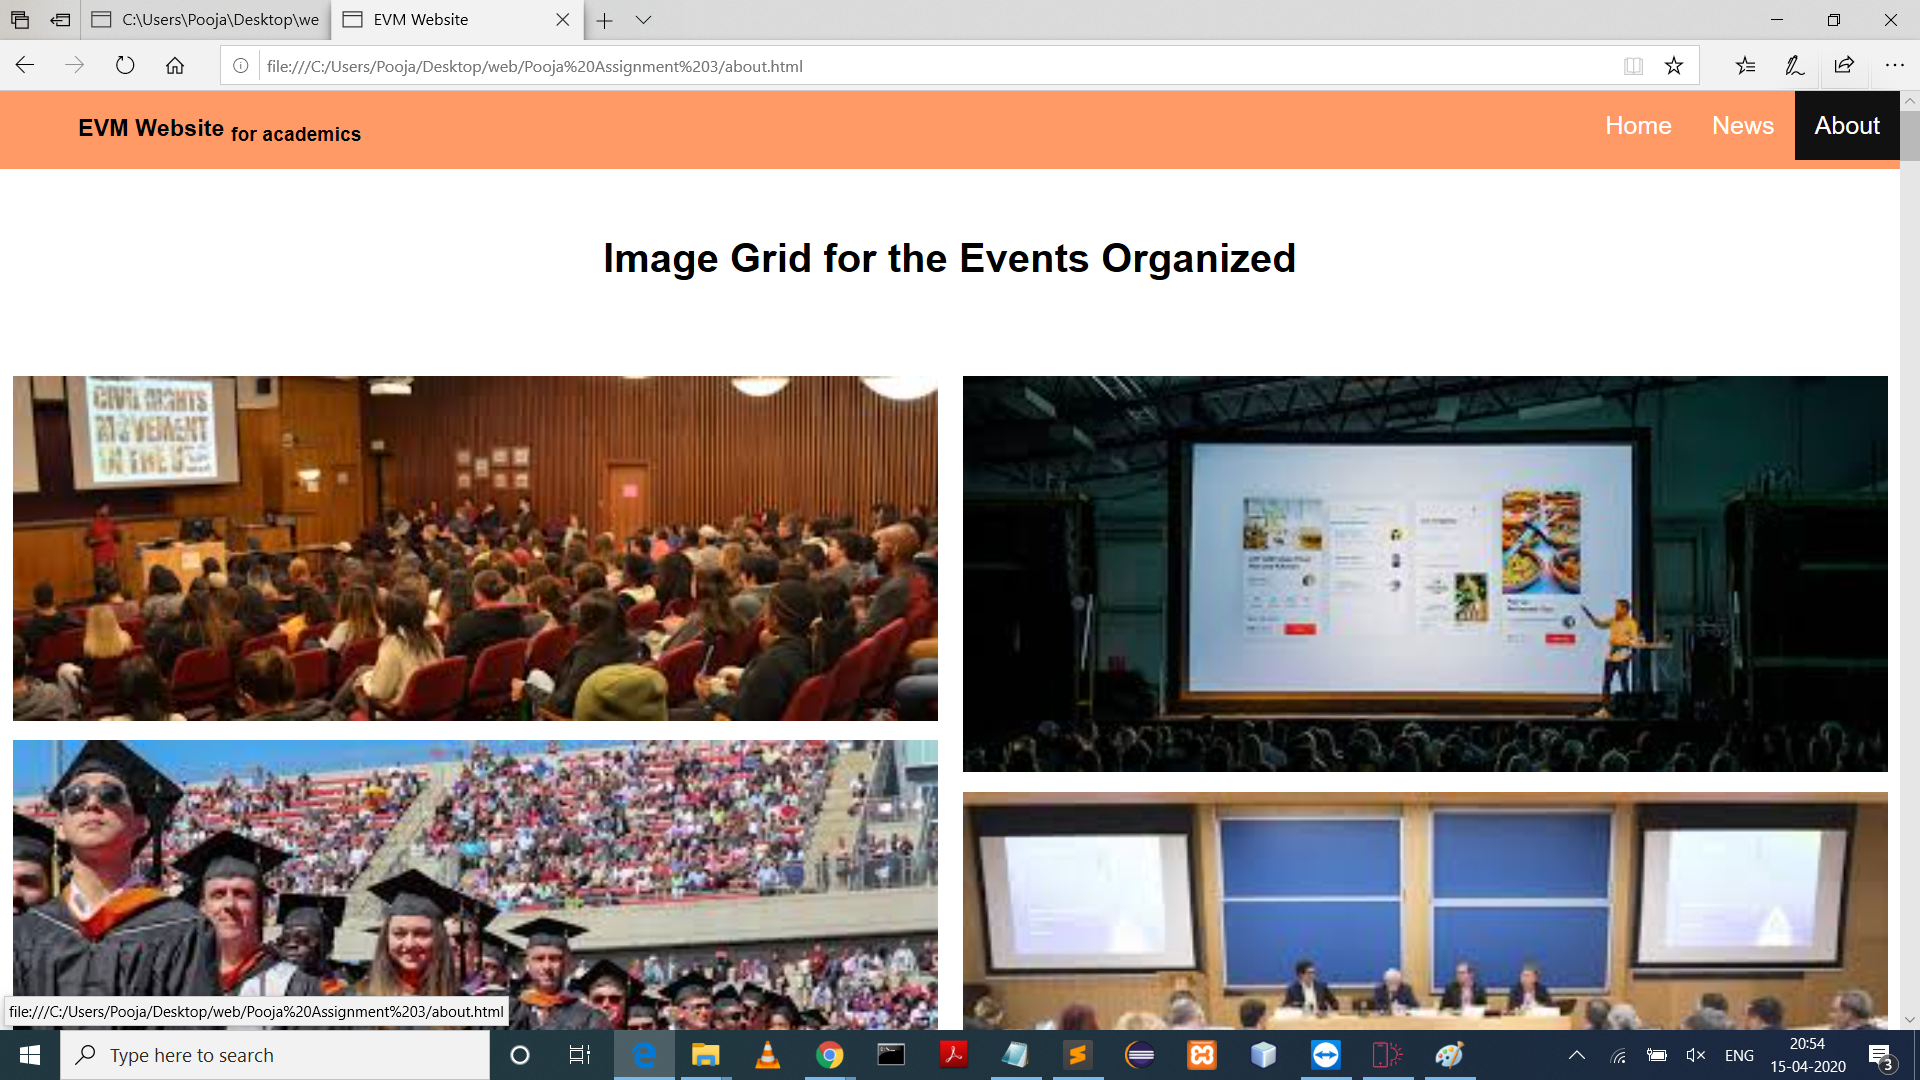 C:\Users\Pooja\Desktop\we
EVM Website
file:///C:/Users/Pooja/Desktop/web/Pooja%20Assignment%203/about.html
EVM Website for academics
Home
News
About
Image Grid for the Events Organized
CIVIL RIGHTS
MOVEMENT
IN THE U
file:///C:/Users/Pooja/Desktop/web/Pooja%20Assignment%203/about.html
Type here to search
ENG
20:54
15-04-2020
3